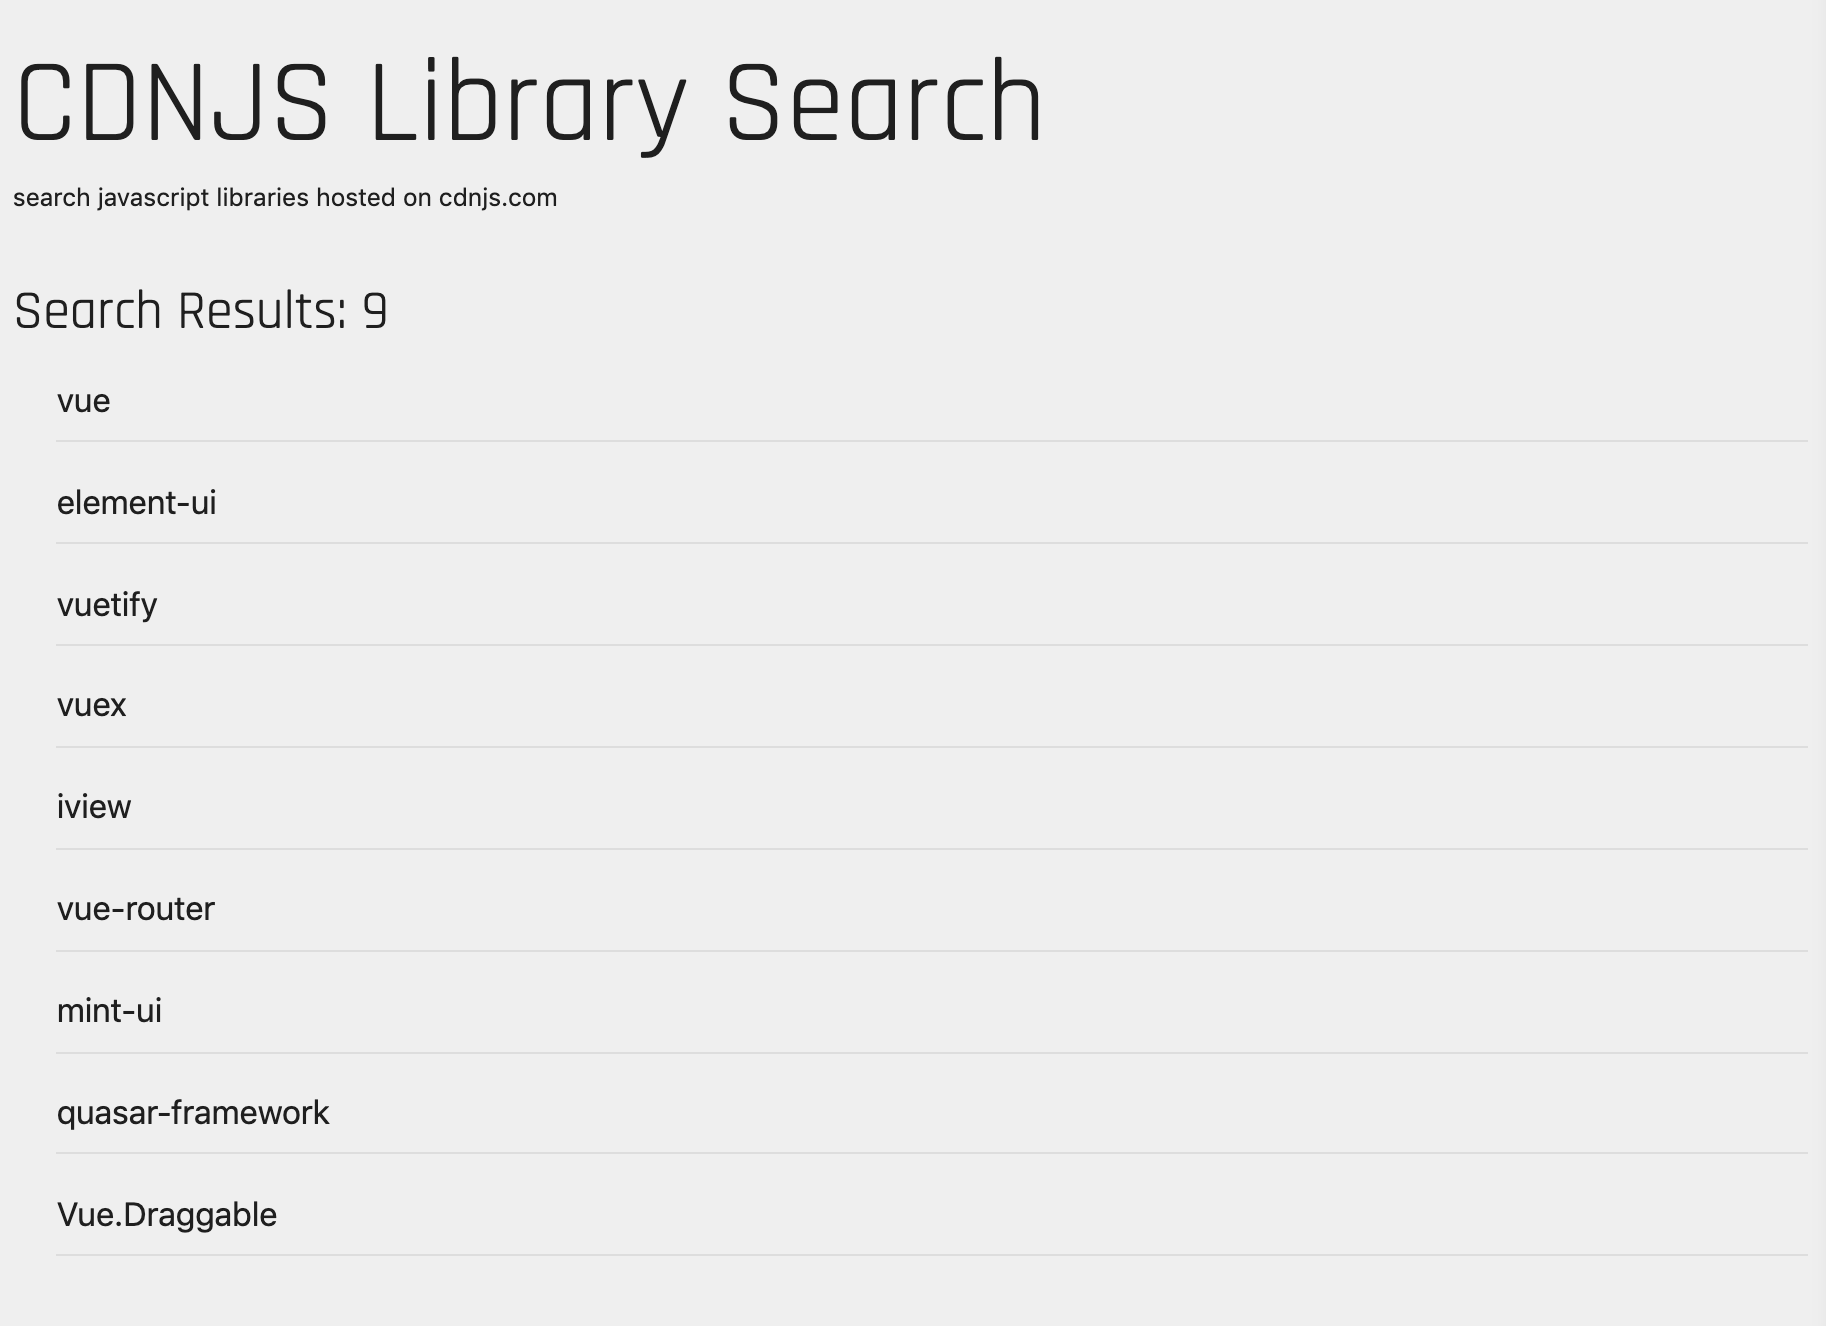 CDNJS Library Search
search javascript libraries hosted on cdnjs.com
Search Results: 9
vue
element-ui
vuetify
vuex
iview
vue-router
mint-ui
quasar-framework
Vue.Draggable